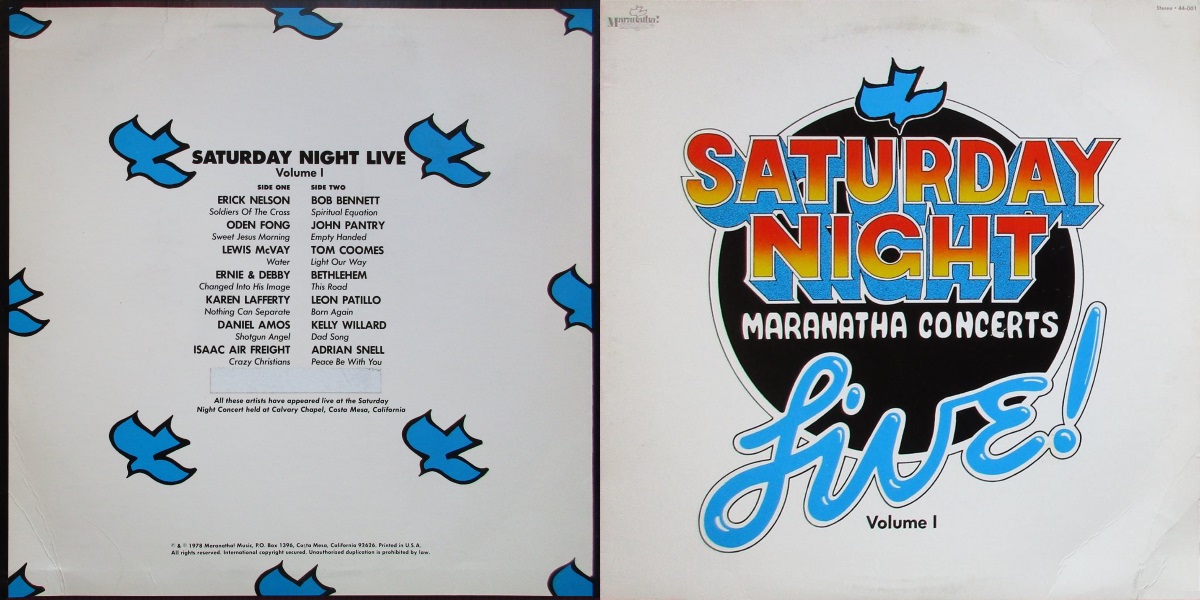 SATURDAY NIGHT LIVE
Volume I
SIDE ONE
ERICK NELSON
Soldiers Of The Cross
ODEN FONG
Sweet Jesus Morning
LEWIS McVAY
Water
ERNIE & DEBBY
Changed Into His Image
KAREN LAFFERTY
Nothing Can Separate
DANIEL AMOS
Shotgun Angel
ISAAC AIR FREIGHT
Crazy Christians
SIDE TWO
BOB BENNETT
Spiritual Equation
JOHN PANTRY
Empty Handed
TOM COOMES
Light Our Way
BETHLEHEM
This Road
LEON PATILLO
Born Again
KELLY WILLARD
Dad Song
ADRIAN SNELL
Peace Be With You
All these artists have appeared live at the Saturday
Night Concert held at Calvary Chapel, Costa Mesa, California
℗ & © 1978 Maranatha! Music, P.O. Box 1396, Costa Mesa, California 92626. Printed in U.S.A.
All rights reserved. International copyright secured. Unauthorized duplication is prohibited by law.
Maranatha!
Stereo • 44-001
SATURDAY
NIGHT
MARANATHA CONCERTS
Live!
Volume I